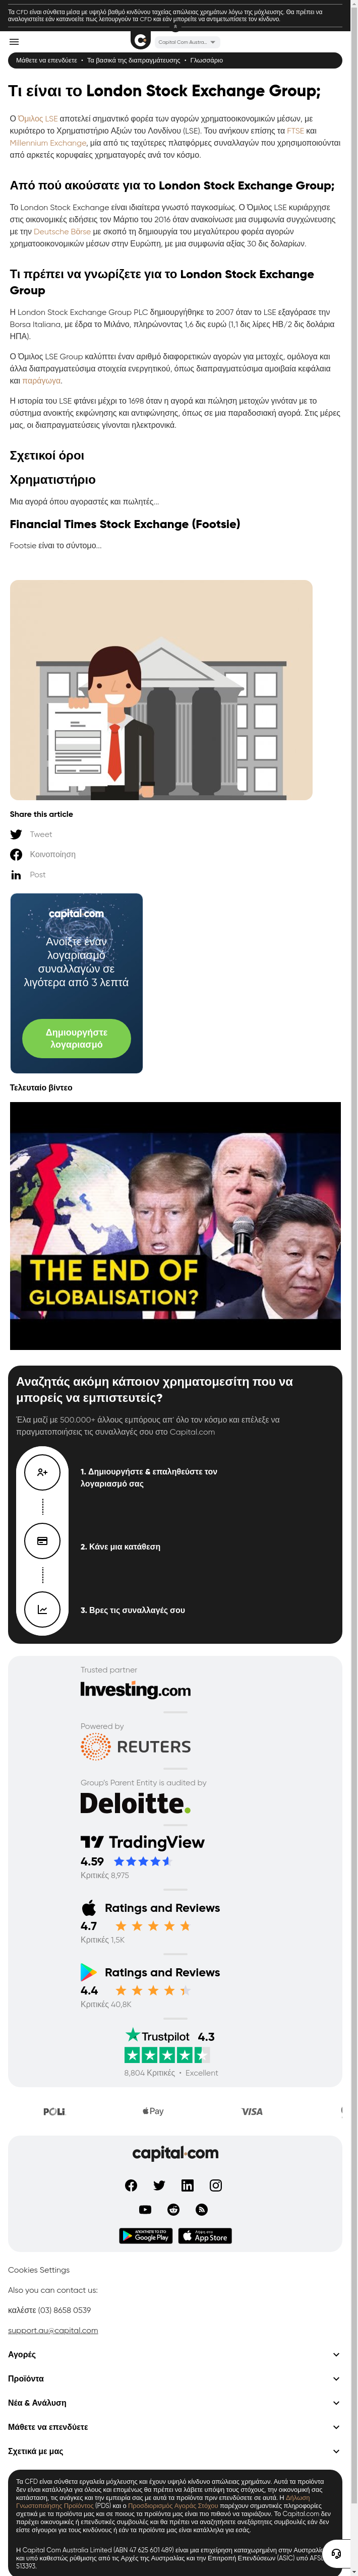 Τα CFD είναι σύνθετα μέσα με υψηλό βαθμό κινδύνου ταχείας απώλειας χρημάτων λόγω της μόχλευσης. Θα πρέπει να
αναλογιστείτε εάν κατανοείτε πως λειτουργούν τα CFD και εάν μπορείτε να αντιμετωπίσετε τον κίνδυνο.
Capital Com Austra...
Μάθετε να επενδύετε • Τα βασικά της διαπραγμάτευσης • Γλωσσάριο
Τι είναι το London Stock Exchange Group;
Ο Όμιλος LSE αποτελεί σημαντικό φορέα των αγορών χρηματοοικονομικών μέσων, με
κυριότερο το Χρηματιστήριο Αξιών του Λονδίνου (LSE). Του ανήκουν επίσης τα FTSE και
Millennium Exchange, μία από τις ταχύτερες πλατφόρμες συναλλαγών που χρησιμοποιούνται
από αρκετές κορυφαίες χρηματαγορές ανά τον κόσμο.
Από πού ακούσατε για το London Stock Exchange Group;
Το London Stock Exchange είναι ιδιαίτερα γνωστό παγκοσμίως. Ο Όμιλος LSE κυριάρχησε
στις οικονομικές ειδήσεις τον Μάρτιο του 2016 όταν ανακοίνωσε μια συμφωνία συγχώνευσης
με την Deutsche Börse με σκοπό τη δημιουργία του μεγαλύτερου φορέα αγορών
χρηματοοικονομικών μέσων στην Ευρώπη, με μια συμφωνία αξίας 30 δις δολαρίων.
Τι πρέπει να γνωρίζετε για το London Stock Exchange
Group
Η London Stock Exchange Group PLC δημιουργήθηκε το 2007 όταν το LSE εξαγόρασε την
Borsa Italiana, με έδρα το Μιλάνο, πληρώνοντας 1,6 δις ευρώ (1,1 δις λίρες ΗΒ/2 δις δολάρια
ΗΠΑ).
Ο Όμιλος LSE Group καλύπτει έναν αριθμό διαφορετικών αγορών για μετοχές, ομόλογα και
άλλα διαπραγματεύσιμα στοιχεία ενεργητικού, όπως διαπραγματεύσιμα αμοιβαία κεφάλαια
και παράγωγα.
Η ιστορία του LSE φτάνει μέχρι το 1698 όταν η αγορά και πώληση μετοχών γινόταν με το
σύστημα ανοικτής εκφώνησης και αντιφώνησης, όπως σε μια παραδοσιακή αγορά. Στις μέρες
μας, οι διαπραγματεύσεις γίνονται ηλεκτρονικά.
Σχετικοί όροι
Χρηματιστήριο
Μια αγορά όπου αγοραστές και πωλητές...
Financial Times Stock Exchange (Footsie)
Footsie είναι το σύντομο...
Share this article
Tweet
Κοινοποίηση
Post
capital.com
Ανοίξτε έναν
λογαριασμό
συναλλαγών σε
λιγότερα από 3 λεπτά
Δημιουργήστε
λογαριασμό
Τελευταίο βίντεο
THE END OF
GLOBALISATION?
Αναζητάς ακόμη κάποιον χρηματομεσίτη που να
μπορείς να εμπιστευτείς?
Έλα μαζί με 500.000+ άλλους εμπόρους απ' όλο τον κόσμο και επέλεξε να
πραγματοποιήσεις τις συναλλαγές σου στο Capital.com
1. Δημιουργήστε & επαληθεύστε τον
λογαριασμό σας
2. Κάνε μια κατάθεση
3. Βρες τις συναλλαγές σου
Trusted partner
Investing.com
Powered by
REUTERS
Group's Parent Entity is audited by
Deloitte.
TradingView
4.59
Κριτικές 8,975
Ratings and Reviews
4.7
Κριτικές 1,5K
Ratings and Reviews
4.4
Κριτικές 40,8K
Trustpilot 4.3
8,804 Κριτικές • Excellent
POLi
Apple Pay
VISA
capital.com
Google Play
App Store
Cookies Settings
Also you can contact us:
καλέστε (03) 8658 0539
support.au@capital.com
Αγορές
Προϊόντα
Νέα & Ανάλυση
Μάθετε να επενδύετε
Σχετικά με μας
Τα CFD είναι σύνθετα εργαλεία μόχλευσης και έχουν υψηλό κίνδυνο απώλειας χρημάτων. Αυτά τα προϊόντα
δεν είναι κατάλληλα για όλους και επομένως θα πρέπει να λάβετε υπόψη τους στόχους, την οικονομική σας
κατάσταση, τις ανάγκες και την εμπειρία σας με αυτά τα προϊόντα πριν επενδύσετε σε αυτά. Η Δήλωση
Γνωστοποίησης Προϊόντος (PDS) και ο Προσδιορισμός Αγοράς Στόχου παρέχουν σημαντικές πληροφορίες
σχετικά με τα προϊόντα μας και σε ποιους από αυτά τα προϊόντα μας είναι πιο πιθανό να ταιριάζουν. Το Capital.com δεν
παρέχει επενδυτικές ή οικονομικές συμβουλές και θα πρέπει να αναζητήσετε ανεξάρτητες συμβουλές εάν δεν
είστε σίγουροι για τους κινδύνους ή εάν τα προϊόντα μας είναι κατάλληλα για εσάς.
Η Capital Com Australia Limited (ABN 47 625 601 489) είναι μια επιχείρηση καταχωρημένη στην Αυστραλία
και υπό καθεστώς ρύθμισης από τις Αρχές της Αυστραλίας και την Επιτροπή Επενδύσεων (ASIC) υπό AFSL
513393.